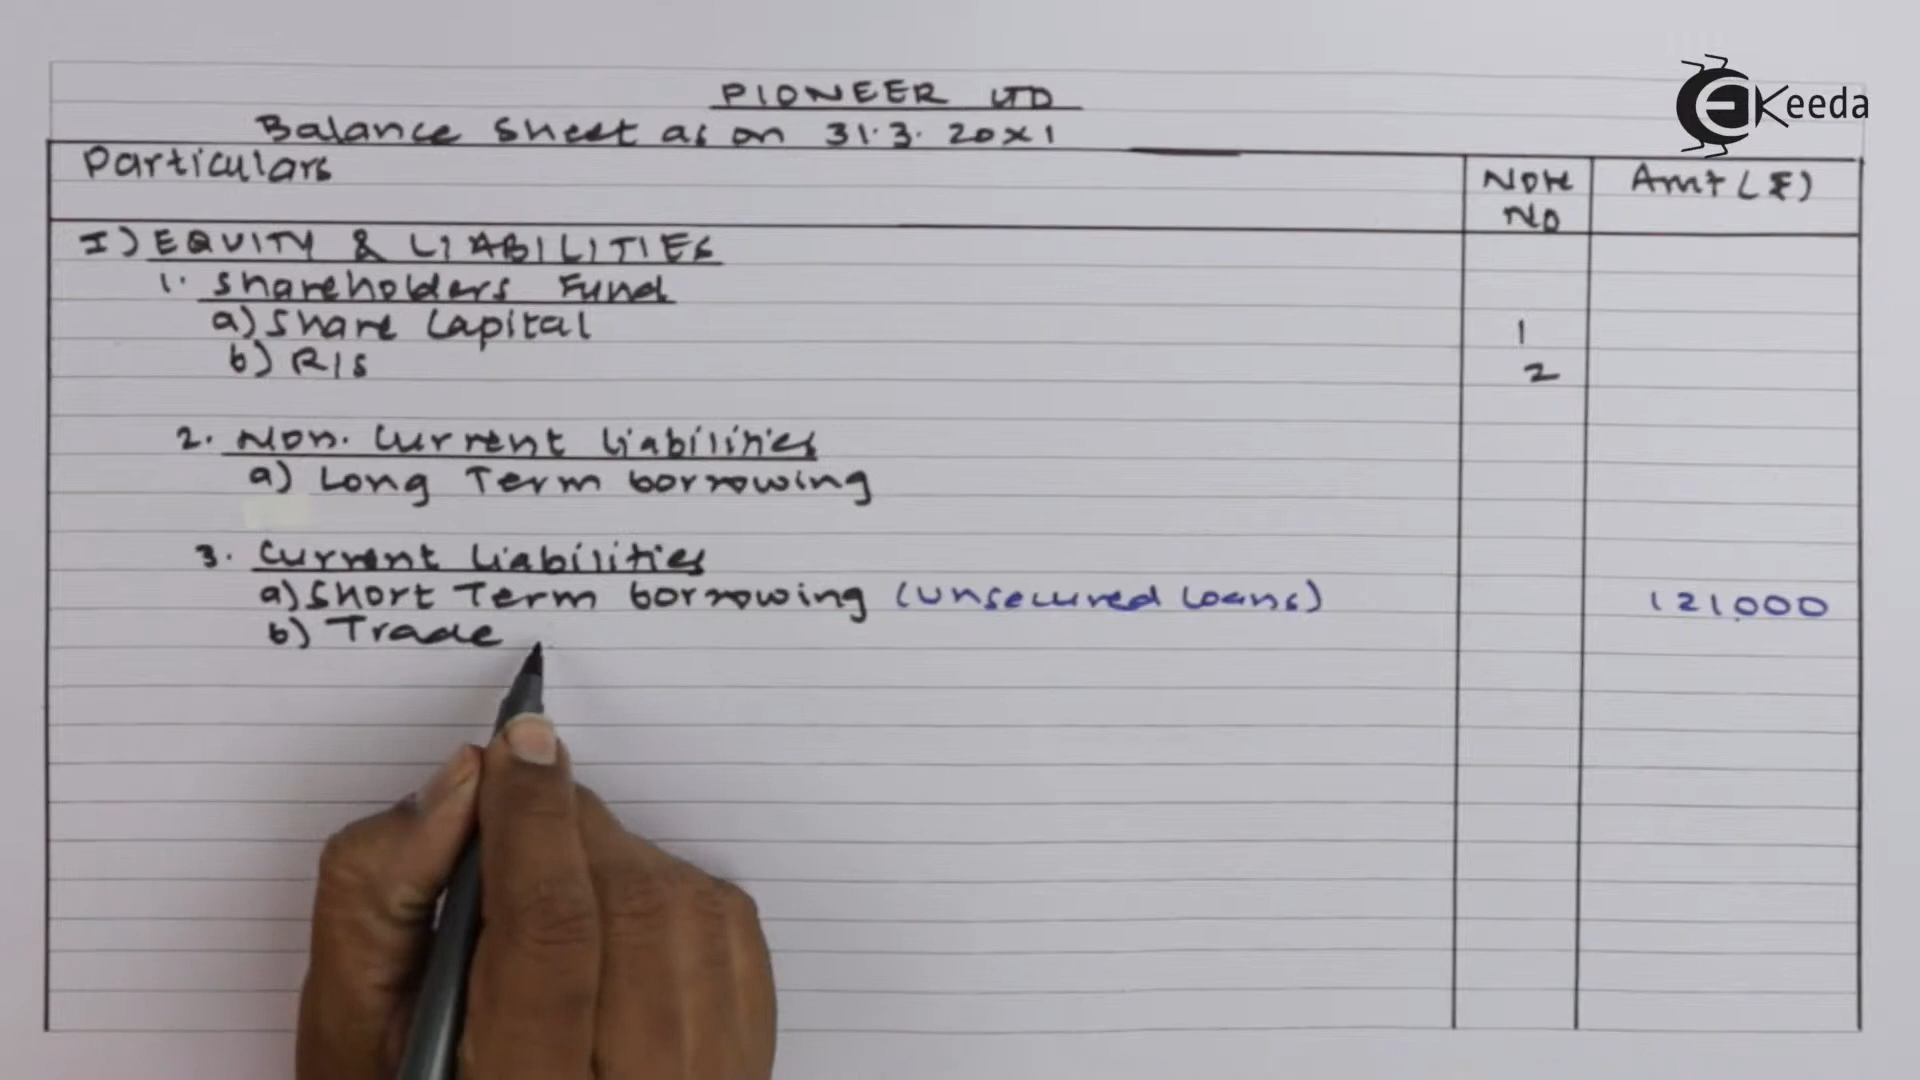 PIONEER LTD
Balance Sheet as on 31.3.20x1
Particulars
Note No
Amt (₹)
I) EQUITY & LIABILITIES
1. Shareholders Fund
a) Share Capital
1
b) R/S
2
2. Non. Current Liabilities
a) Long Term borrowing
3. Current Liabilities
a) Short Term borrowing (Unsecured Loans)
121000
b) Trade
EKeeda